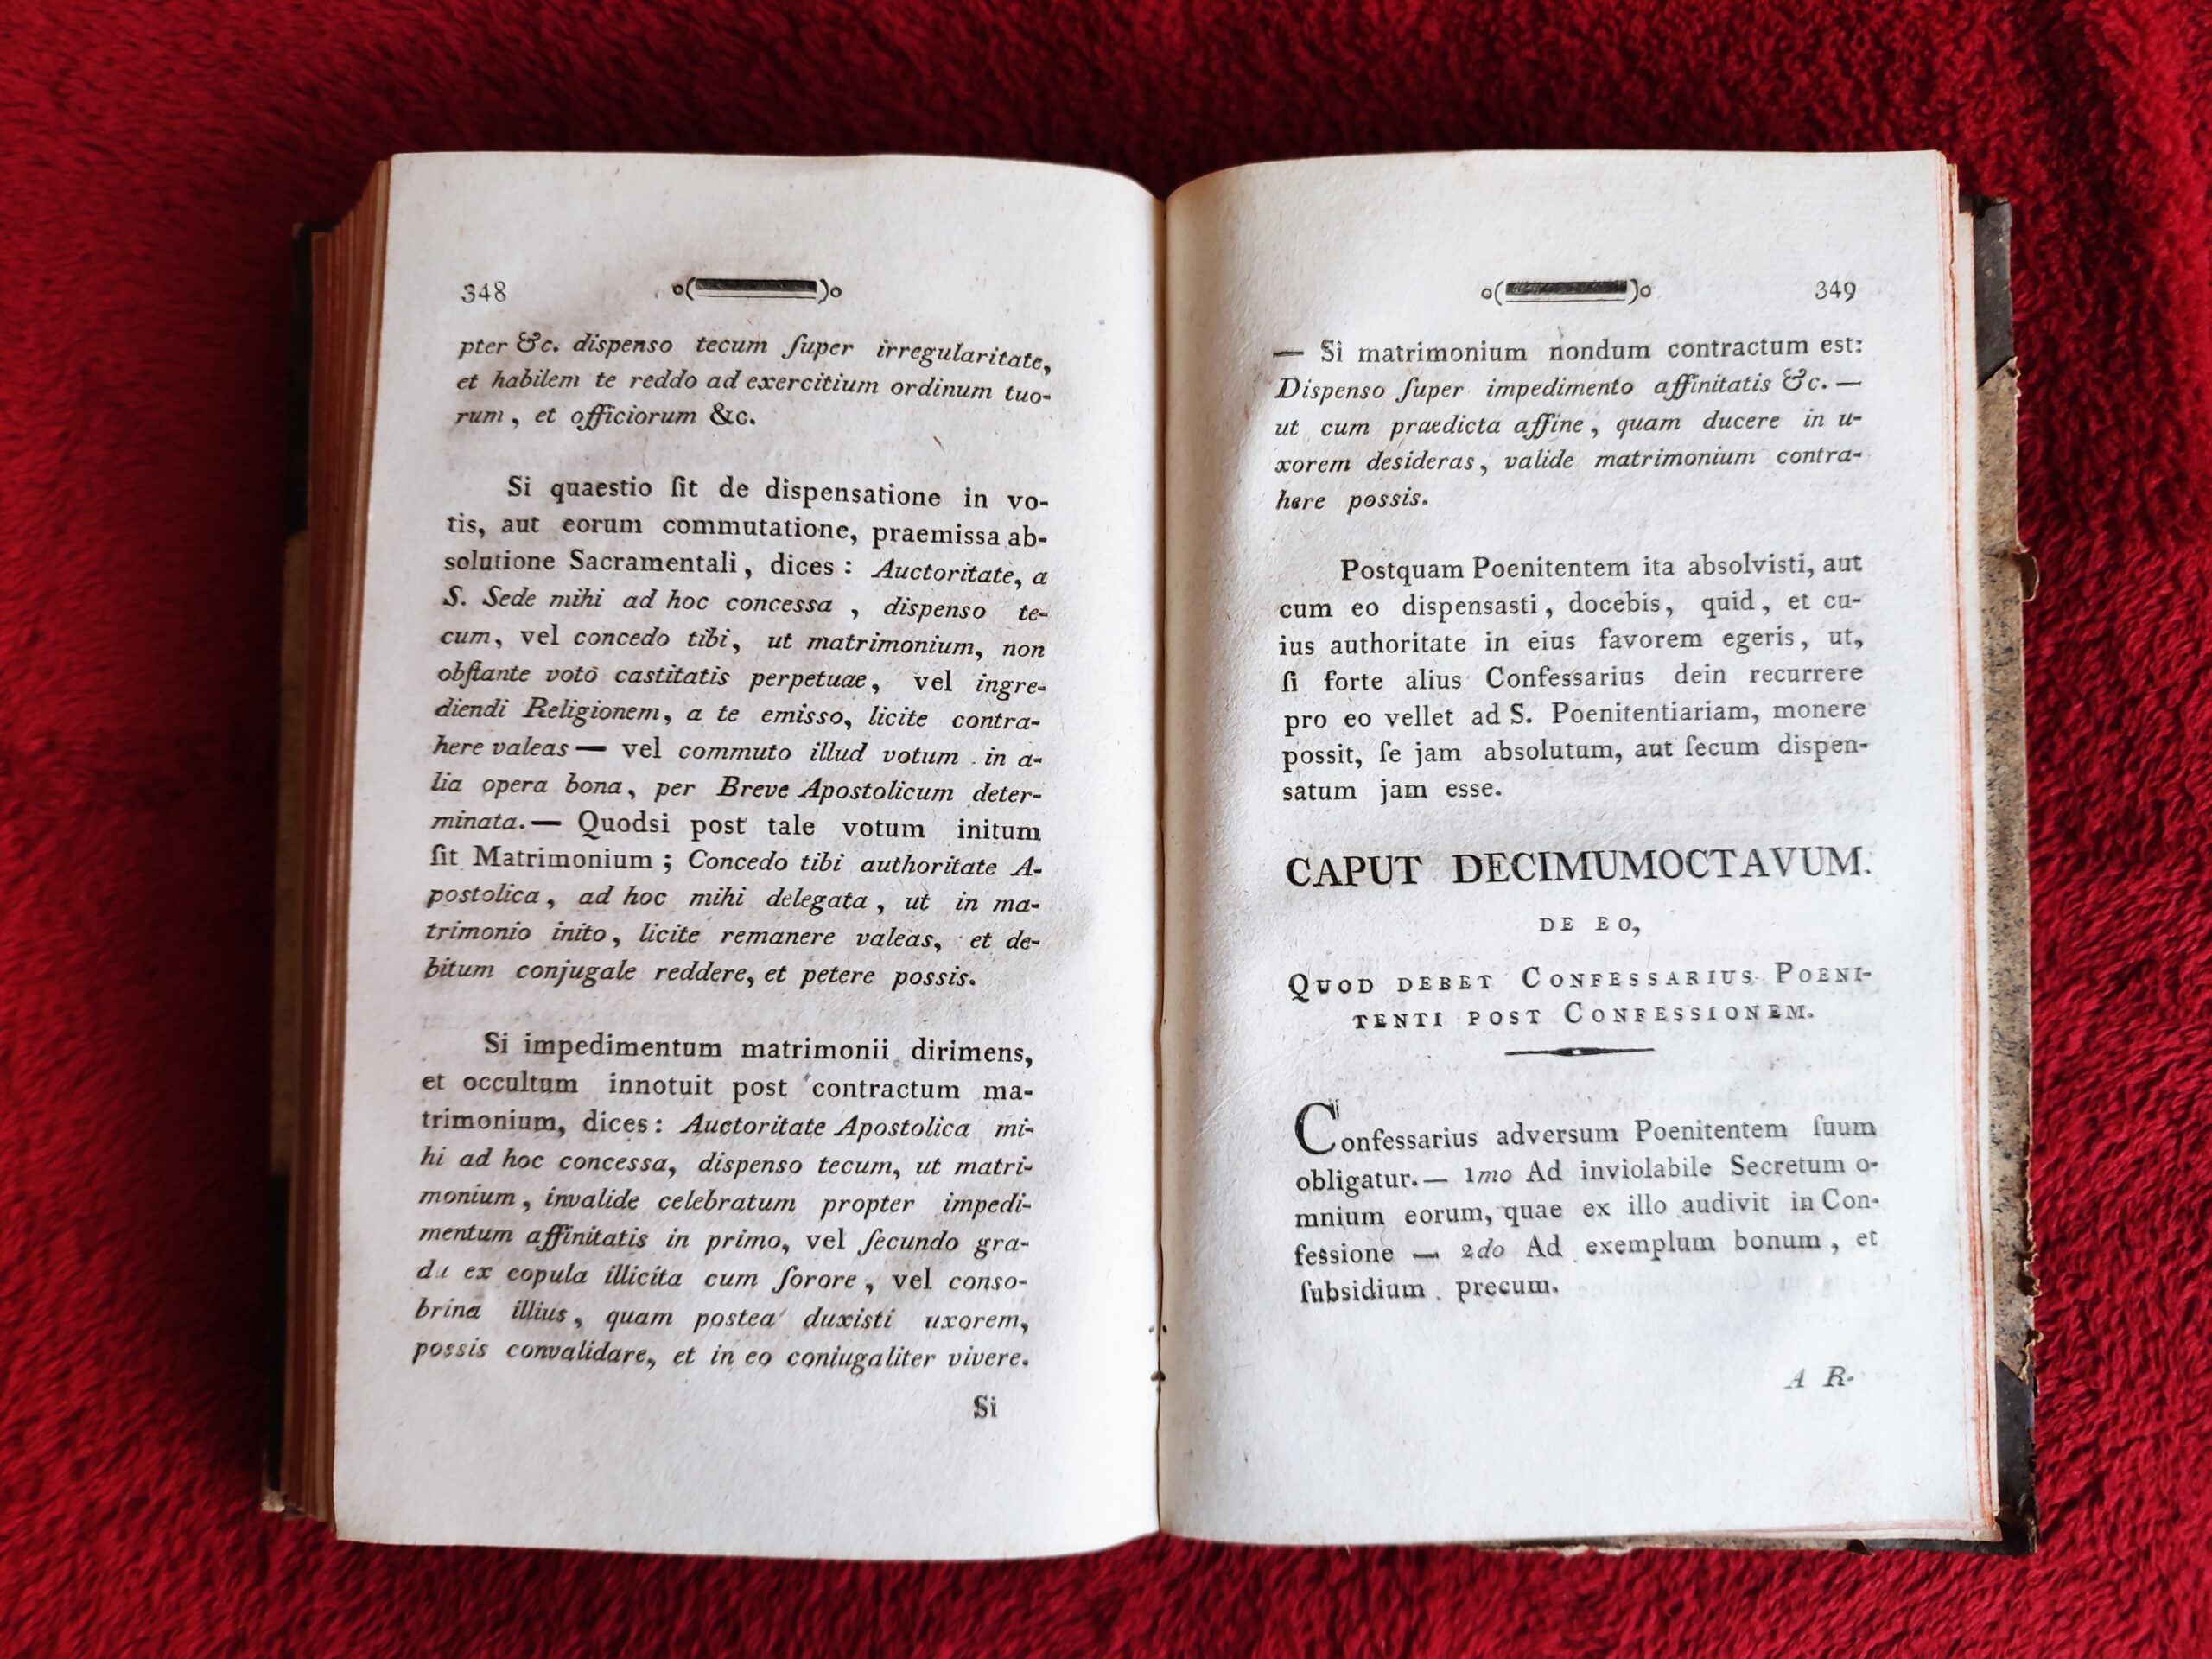 348
pter &c. dispenso tecum ſuper irregularitate,
et habilem te reddo ad exercitium ordinum tuo-
rum, et officiorum &c.
Si quaestio ſit de dispensatione in vo-
tis, aut eorum commutatione, praemissa ab-
solutione Sacramentali, dices: Auctoritate, a
S. Sede mihi ad hoc concessa, dispenso te-
cum, vel concedo tibi, ut matrimonium, non
obſtante voto castitatis perpetuae, vel ingre-
diendi Religionem, a te emisso, licite contra-
here valeas — vel commuto illud votum in a-
lia opera bona, per Breve Apostolicum deter-
minata. — Quodsi post tale votum initum
ſit Matrimonium; Concedo tibi authoritate A-
postolica, ad hoc mihi delegata, ut in ma-
trimonio inito, licite remanere valeas, et de-
bitum conjugale reddere, et petere possis.
Si impedimentum matrimonii dirimens,
et occultum innotuit post contractum ma-
trimonium, dices: Auctoritate Apostolica mi-
hi ad hoc concessa, dispenso tecum, ut matri-
monium, invalide celebratum propter impedi-
mentum affinitatis in primo, vel ſecundo gra-
du ex copula illicita cum ſorore, vel conso-
brina illius, quam postea duxisti uxorem,
possis convalidare, et in eo coniugaliter vivere.
Si
349
— Si matrimonium nondum contractum est:
Dispenso ſuper impedimento affinitatis &c. —
ut cum praedicta affine, quam ducere in u-
xorem desideras, valide matrimonium contra-
here possis.
Postquam Poenitentem ita absolvisti, aut
cum eo dispensasti, docebis, quid, et cu-
ius authoritate in eius favorem egeris, ut,
ſi forte alius Confessarius dein recurrere
pro eo vellet ad S. Poenitentiariam, monere
possit, ſe jam absolutum, aut ſecum dispen-
satum jam esse.
CAPUT DECIMUMOCTAVUM.
DE EO,
QUOD DEBET CONFESSARIUS POENI-
TENTI POST CONFESSIONEM.
Confessarius adversum Poenitentem ſuum
obligatur. — 1mo Ad inviolabile Secretum o-
mnium eorum, quae ex illo audivit in Con-
fessione — 2do Ad exemplum bonum, et
ſubsidium precum.
A R-